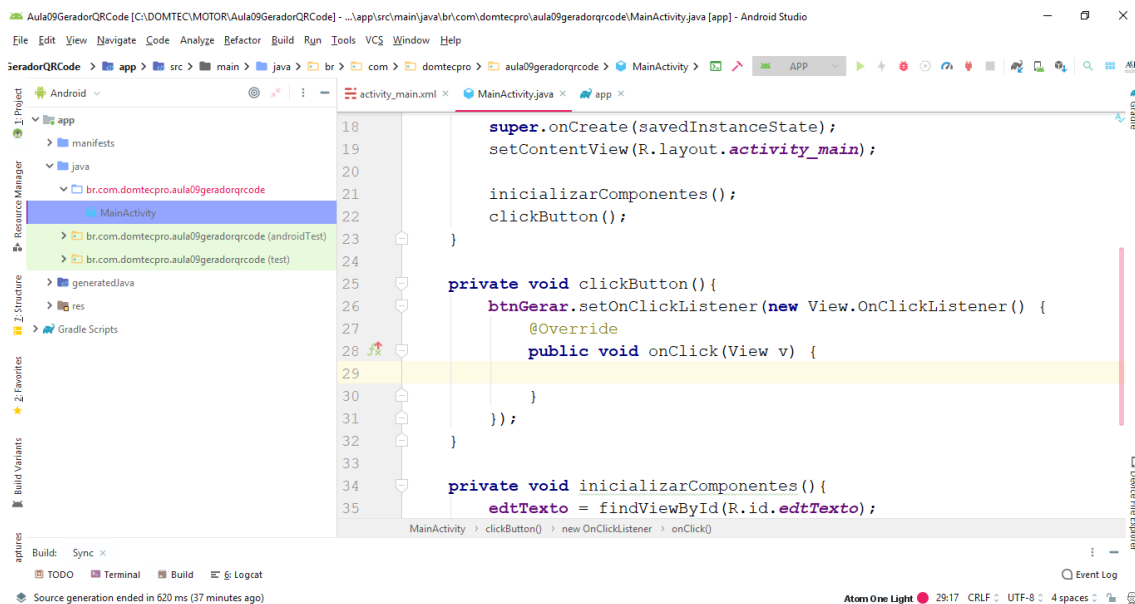 Aula09GeradorQRCode [C:\DOMTEC\MOTOR\Aula09GeradorQRCode] - ...\app\src\main\java\br\com\domtecpro\aula09geradorqrcode\MainActivity.java [app] - Android Studio
File Edit View Navigate Code Analyze Refactor Build Run Tools VCS Window Help
GeradorQRCode app src main java br com domtecpro aula09geradorqrcode MainActivity APP
1: Project
Resource Manager
7: Structure
2: Favorites
Build Variants
aptures
Android
app
manifests
java
br.com.domtecpro.aula09geradorqrcode
MainActivity
br.com.domtecpro.aula09geradorqrcode (androidTest)
br.com.domtecpro.aula09geradorqrcode (test)
generatedJava
res
Gradle Scripts
activity_main.xml MainActivity.java app
18 super.onCreate(savedInstanceState);
19 setContentView(R.layout.activity_main);
20
21 inicializarComponentes();
22 clickButton();
23 }
24
25 private void clickButton(){
26 btnGerar.setOnClickListener(new View.OnClickListener() {
27 @Override
28 public void onClick(View v) {
29
30 }
31 });
32 }
33
34 private void inicializarComponentes(){
35 edtTexto = findViewById(R.id.edtTexto);
MainActivity > clickButton() > new OnClickListener > onClick()
Gradle
Device File Explorer
Build: Sync
TODO Terminal Build 6: Logcat Event Log
Source generation ended in 620 ms (37 minutes ago) Atom One Light 29:17 CRLF UTF-8 4 spaces